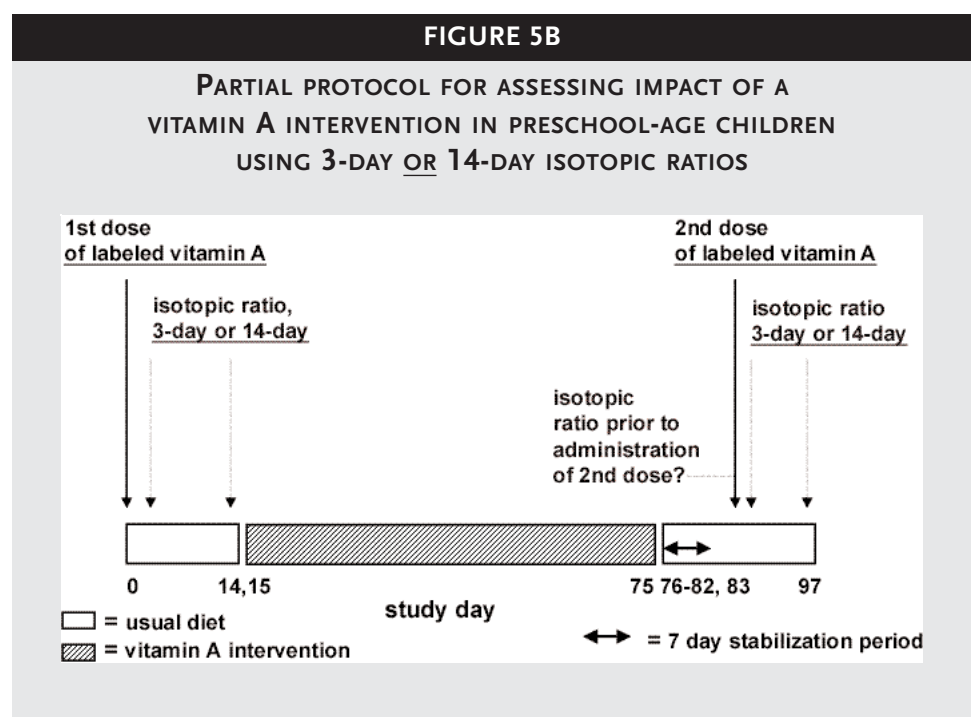 FIGURE 5B
PARTIAL PROTOCOL FOR ASSESSING IMPACT OF A
VITAMIN A INTERVENTION IN PRESCHOOL-AGE CHILDREN
USING 3-DAY OR 14-DAY ISOTOPIC RATIOS
1st dose
of labeled vitamin A
2nd dose
of labeled vitamin A
isotopic ratio,
3-day or 14-day
isotopic ratio
3-day or 14-day
isotopic
ratio prior to
administration
of 2nd dose?
0 14,15 75 76-82, 83 97
study day
= usual diet
= vitamin A intervention
= 7 day stabilization period